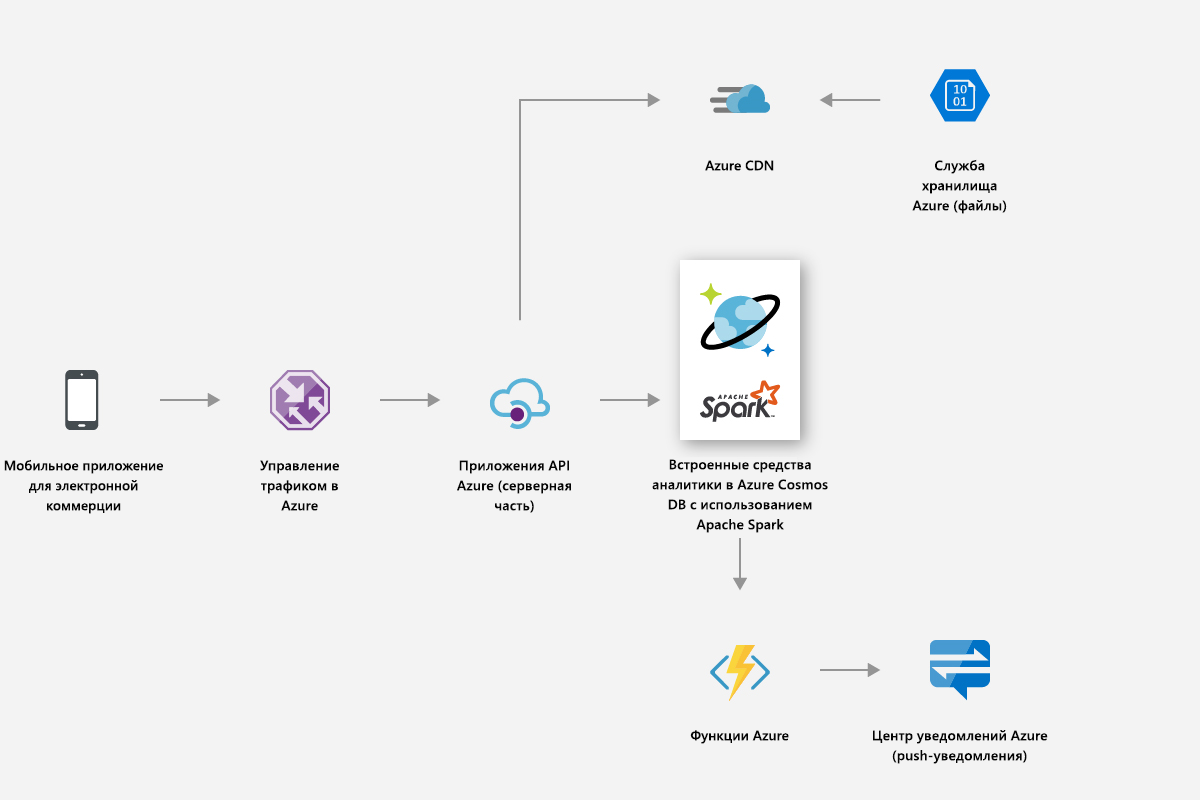 10
01
Azure CDN
Служба
хранилища
Azure (файлы)
APACHE
Spark™
Мобильное приложение
для электронной
коммерции
Управление
трафиком в
Azure
Приложения API
Azure (серверная
часть)
Встроенные средства
аналитики в Azure Cosmos
DB с использованием
Apache Spark
Функции Azure
Центр уведомлений Azure
(push-уведомления)